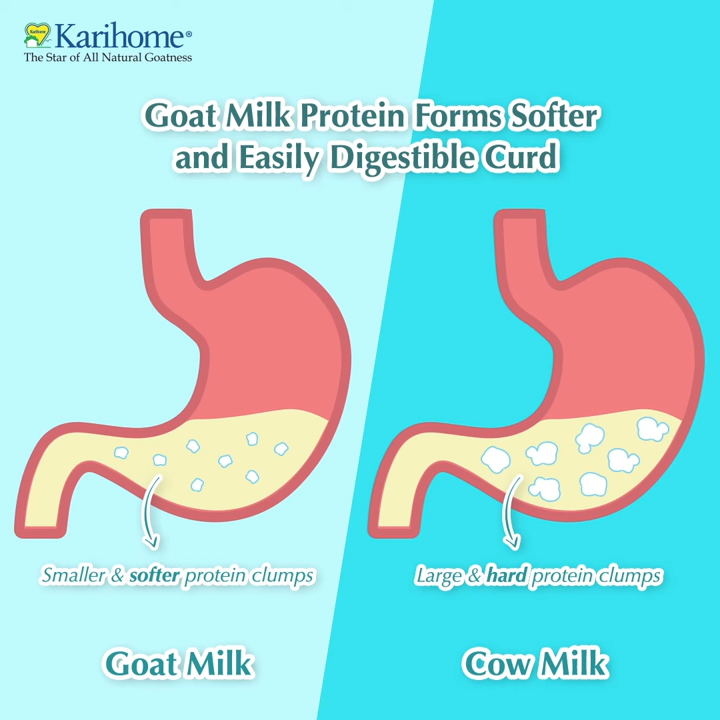 Karihome®
The Star of All Natural Goatness
Goat Milk Protein Forms Softer
and Easily Digestible Curd
Smaller & softer protein clumps
Large & hard protein clumps
Goat Milk
Cow Milk